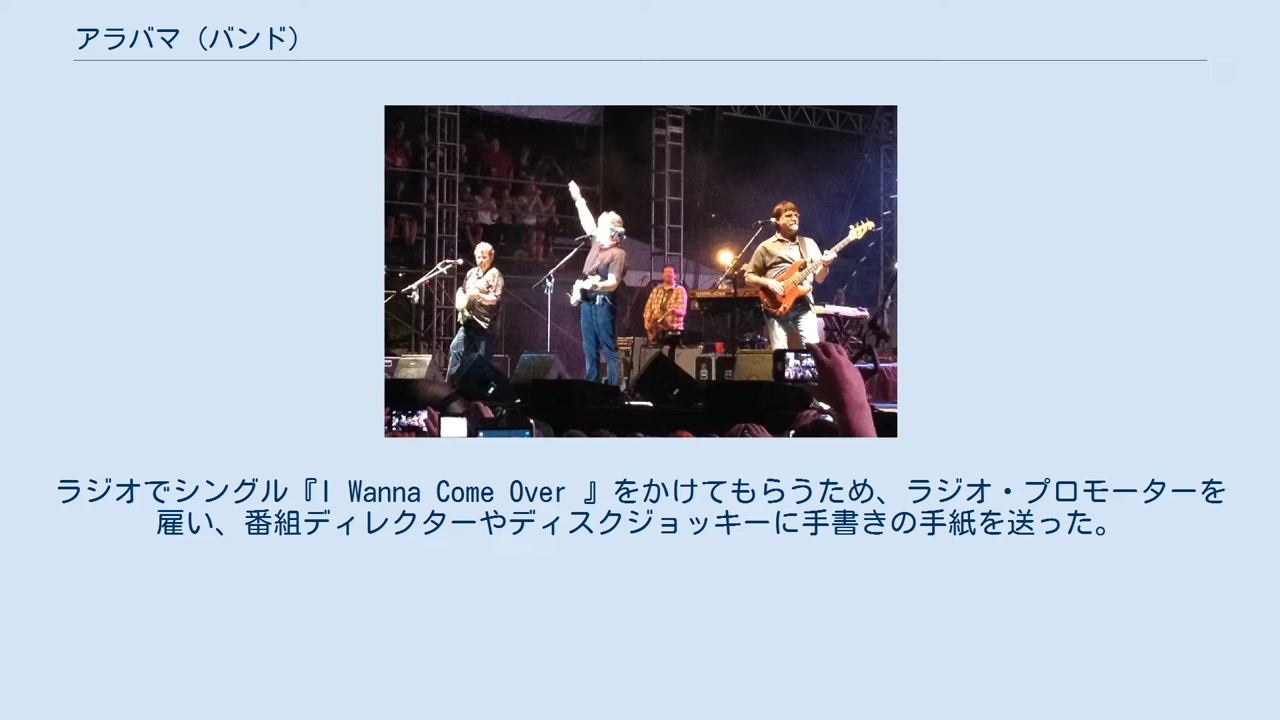 アラバマ（バンド）
ラジオでシングル『I Wanna Come Over 』をかけてもらうため、ラジオ・プロモーターを
雇い、番組ディレクターやディスクジョッキーに手書きの手紙を送った。